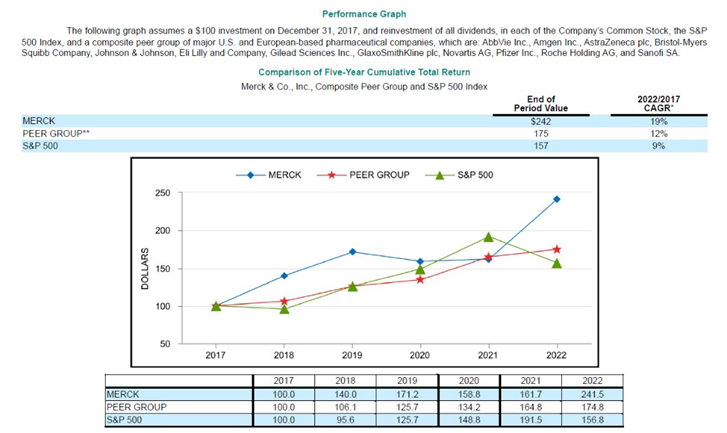 Performance Graph
The following graph assumes a $100 investment on December 31, 2017, and reinvestment of all dividends, in each of the Company's Common Stock, the S&P
500 Index, and a composite peer group of major U.S. and European-based pharmaceutical companies, which are: AbbVie Inc., Amgen Inc., AstraZeneca plc, Bristol-Myers
Squibb Company, Johnson & Johnson, Eli Lilly and Company, Gilead Sciences Inc., GlaxoSmithKline plc, Novartis AG, Pfizer Inc., Roche Holding AG, and Sanofi SA.
Comparison of Five-Year Cumulative Total Return
Merck & Co., Inc., Composite Peer Group and S&P 500 Index
End of 2022/2017
Period Value CAGR*
MERCK $242 19%
PEER GROUP** 175 12%
S&P 500 157 9%
MERCK PEER GROUP S&P 500
250
200
150
100
50
DOLLARS
2017 2018 2019 2020 2021 2022
2017 2018 2019 2020 2021 2022
MERCK 100.0 140.0 171.2 158.8 161.7 241.5
PEER GROUP 100.0 106.1 125.7 134.2 164.8 174.8
S&P 500 100.0 95.6 125.7 148.8 191.5 156.8